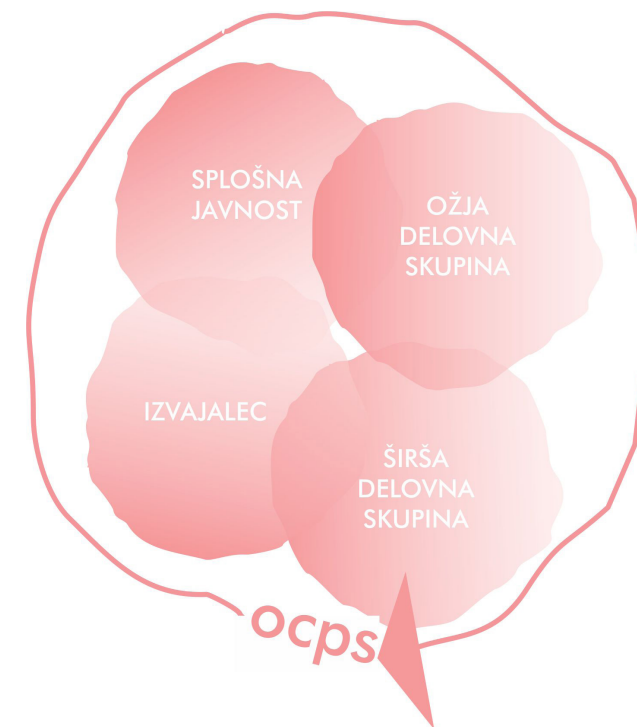 SPLOŠNA
JAVNOST
OŽJA
DELOVNA
SKUPINA
IZVAJALEC
ŠIRŠA
DELOVNA
SKUPINA
ocps